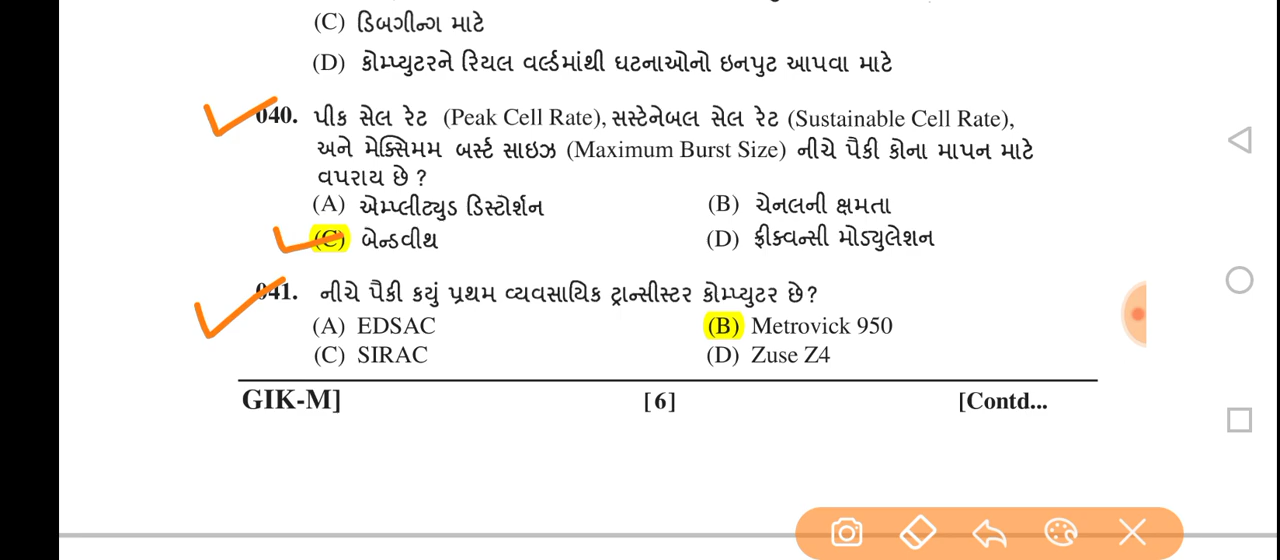 (C) ડિબગીન્ગ માટે
(D) કોમ્પ્યુટરને રિયલ વર્લ્ડમાંથી ઘટનાઓનો ઇનપુટ આપવા માટે
040. પીક સેલ રેટ (Peak Cell Rate), સસ્ટેનેબલ સેલ રેટ (Sustainable Cell Rate),
અને મેક્સિમમ બર્સ્ટ સાઇઝ (Maximum Burst Size) નીચે પૈકી કોના માપન માટે
વપરાય છે ?
(A) એમ્પ્લીટ્યુડ ડિસ્ટોર્શન (B) ચેનલની ક્ષમતા
(C) બેન્ડવીથ (D) ફ્રીક્વન્સી મોડ્યુલેશન
041. નીચે પૈકી કયું પ્રથમ વ્યવસાયિક ટ્રાન્સીસ્ટર કોમ્પ્યુટર છે?
(A) EDSAC (B) Metrovick 950
(C) SIRAC (D) Zuse Z4
GIK-M] [6] [Contd...